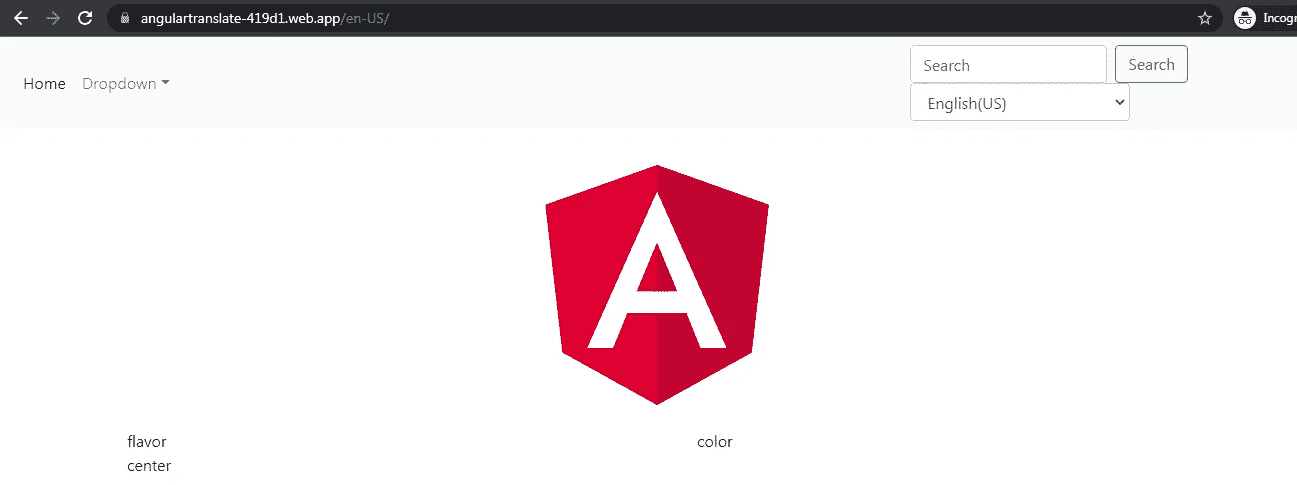 angulartranslate-419d1.web.app/en-US/
Incogn
Home Dropdown
Search Search
English(US)
A
flavor color
center